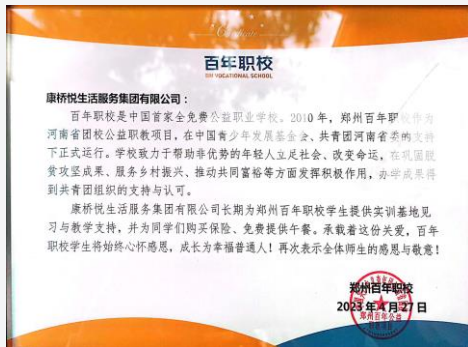 Certificate
百年职校
BN VOCATIONAL SCHOOL
康桥悦生活服务集团有限公司：
百年职校是中国首家全免费公益职业学校。2010年，郑州百年职校作为
河南省团校公益职教项目，在中国青少年发展基金会、共青团河南省委的支持
下正式运行。学校致力于帮助非优势的年轻人立足社会、改变命运，在巩固脱
贫攻坚成果、服务乡村振兴、推动共同富裕等方面发挥积极作用，办学成果得
到共青团组织的支持与认可。
康桥悦生活服务集团有限公司长期为郑州百年职校学生提供实训基地见
习与教学支持，并为同学们购买保险、免费提供午餐。承载着这份关爱，百年
职校学生将始终心怀感恩，成长为幸福普通人！再次表示全体师生的感恩与敬意！
郑州百年职校
2023年4月27日